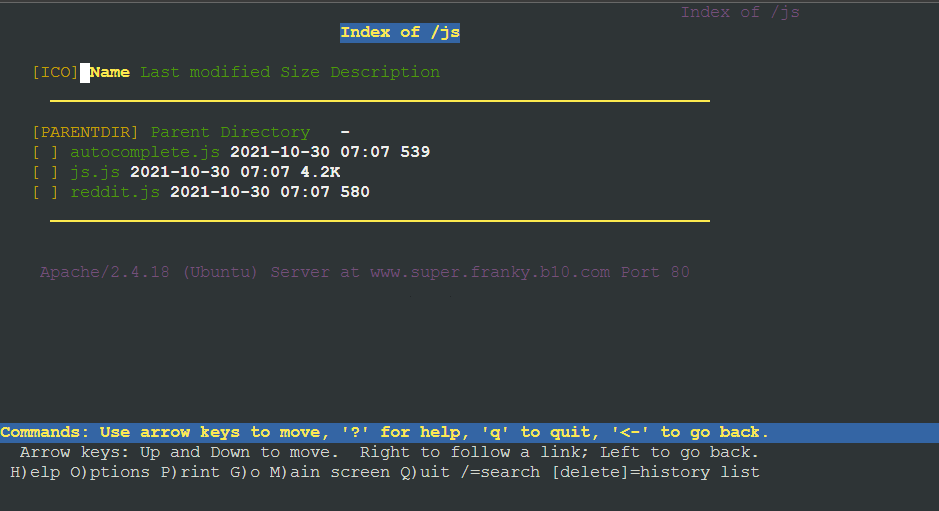 Index of /js
Index of /js
[ICO] Name Last modified Size Description
[PARENTDIR] Parent Directory   -
[ ] autocomplete.js 2021-10-30 07:07 539
[ ] js.js 2021-10-30 07:07 4.2K
[ ] reddit.js 2021-10-30 07:07 580
Apache/2.4.18 (Ubuntu) Server at www.super.franky.b10.com Port 80
Commands: Use arrow keys to move, '?' for help, 'q' to quit, '<-' to go back.
Arrow keys: Up and Down to move.  Right to follow a link; Left to go back.
H)elp O)ptions P)rint G)o M)ain screen Q)uit /=search [delete]=history list